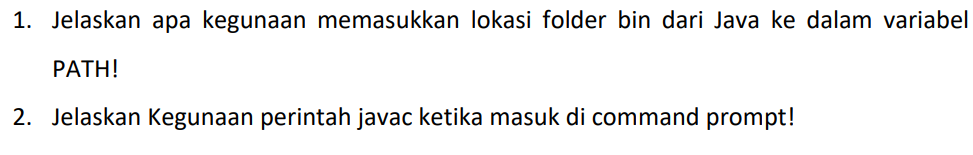 1. Jelaskan apa kegunaan memasukkan lokasi folder bin dari Java ke dalam variabel
PATH!
2. Jelaskan Kegunaan perintah javac ketika masuk di command prompt!